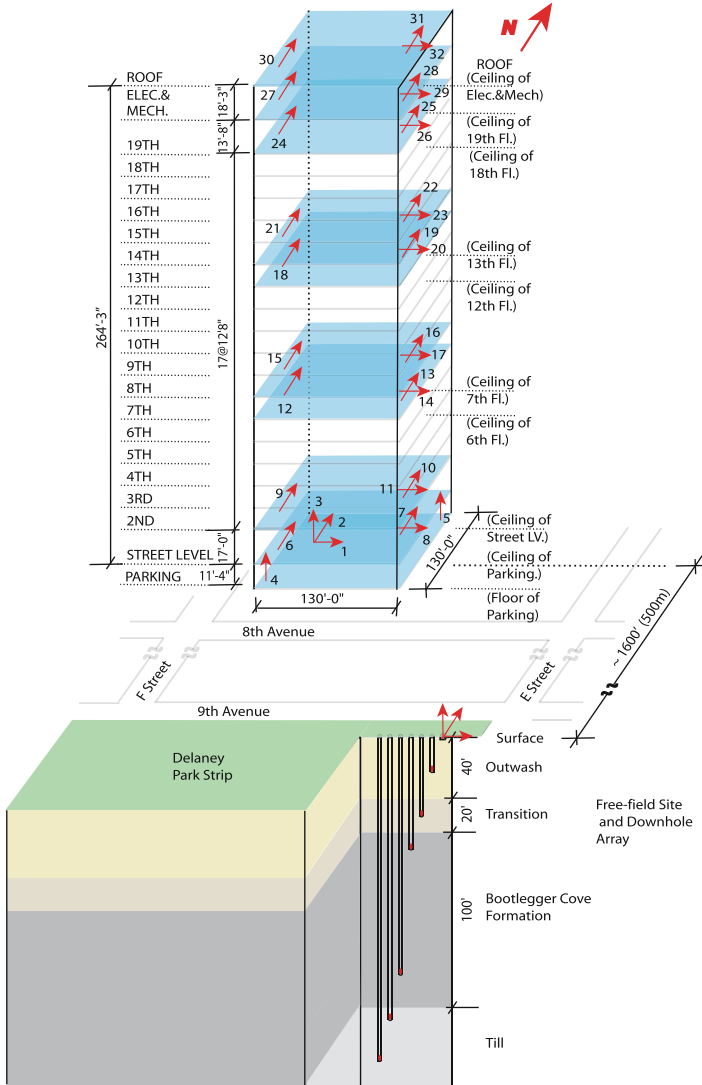 N
31
30
32
ROOF
ROOF
(Ceiling of
Elec.&Mech)
28
ELEC.&
MECH.
27
29
18'-3"
25
(Ceiling of
19th Fl.)
13'-8"
24
26
19TH
(Ceiling of
18th Fl.)
18TH
17TH
22
16TH
23
21
15TH
19
20
14TH
(Ceiling of
13th Fl.)
18
13TH
12TH
(Ceiling of
12th Fl.)
11TH
264'-3"
17@12'8"
10TH
16
15
17
9TH
13
8TH
(Ceiling of
7th Fl.)
12
14
7TH
6TH
(Ceiling of
6th Fl.)
5TH
4TH
10
9
11
3RD
3
2
7
5
2ND
(Ceiling of
Street LV.)
6
1
8
STREET LEVEL
17'-0"
130'-0"
(Ceiling of
Parking.)
PARKING
11'-4"
4
130'-0"
(Floor of
Parking)
8th Avenue
~ 1600' (500m)
F Street
E Street
9th Avenue
Surface
Delaney
Park Strip
40'
Outwash
20'
Transition
Free-field Site
and Downhole
Array
100'
Bootlegger Cove
Formation
Till